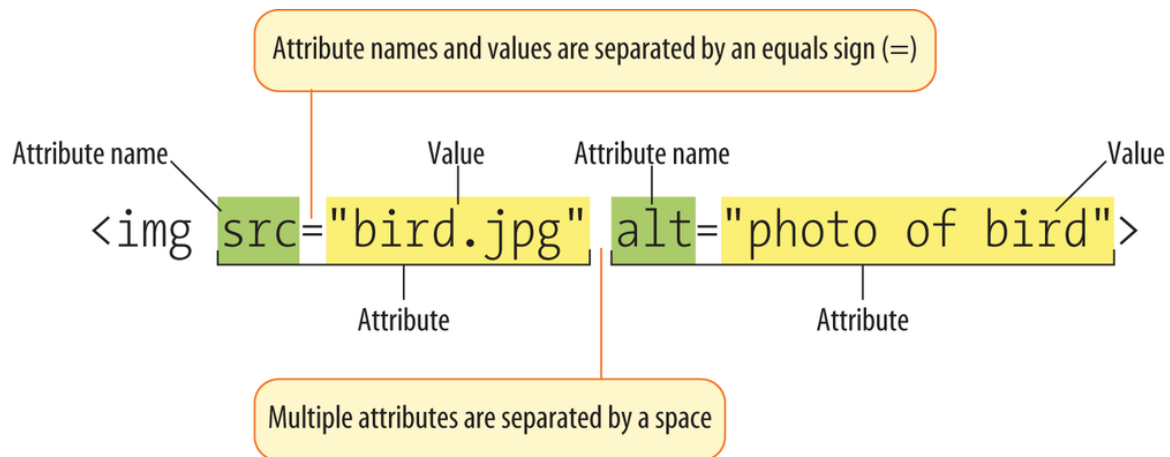 Attribute names and values are separated by an equals sign (=)
Attribute name Value Attribute name Value
<img src="bird.jpg" alt="photo of bird">
Attribute Attribute
Multiple attributes are separated by a space